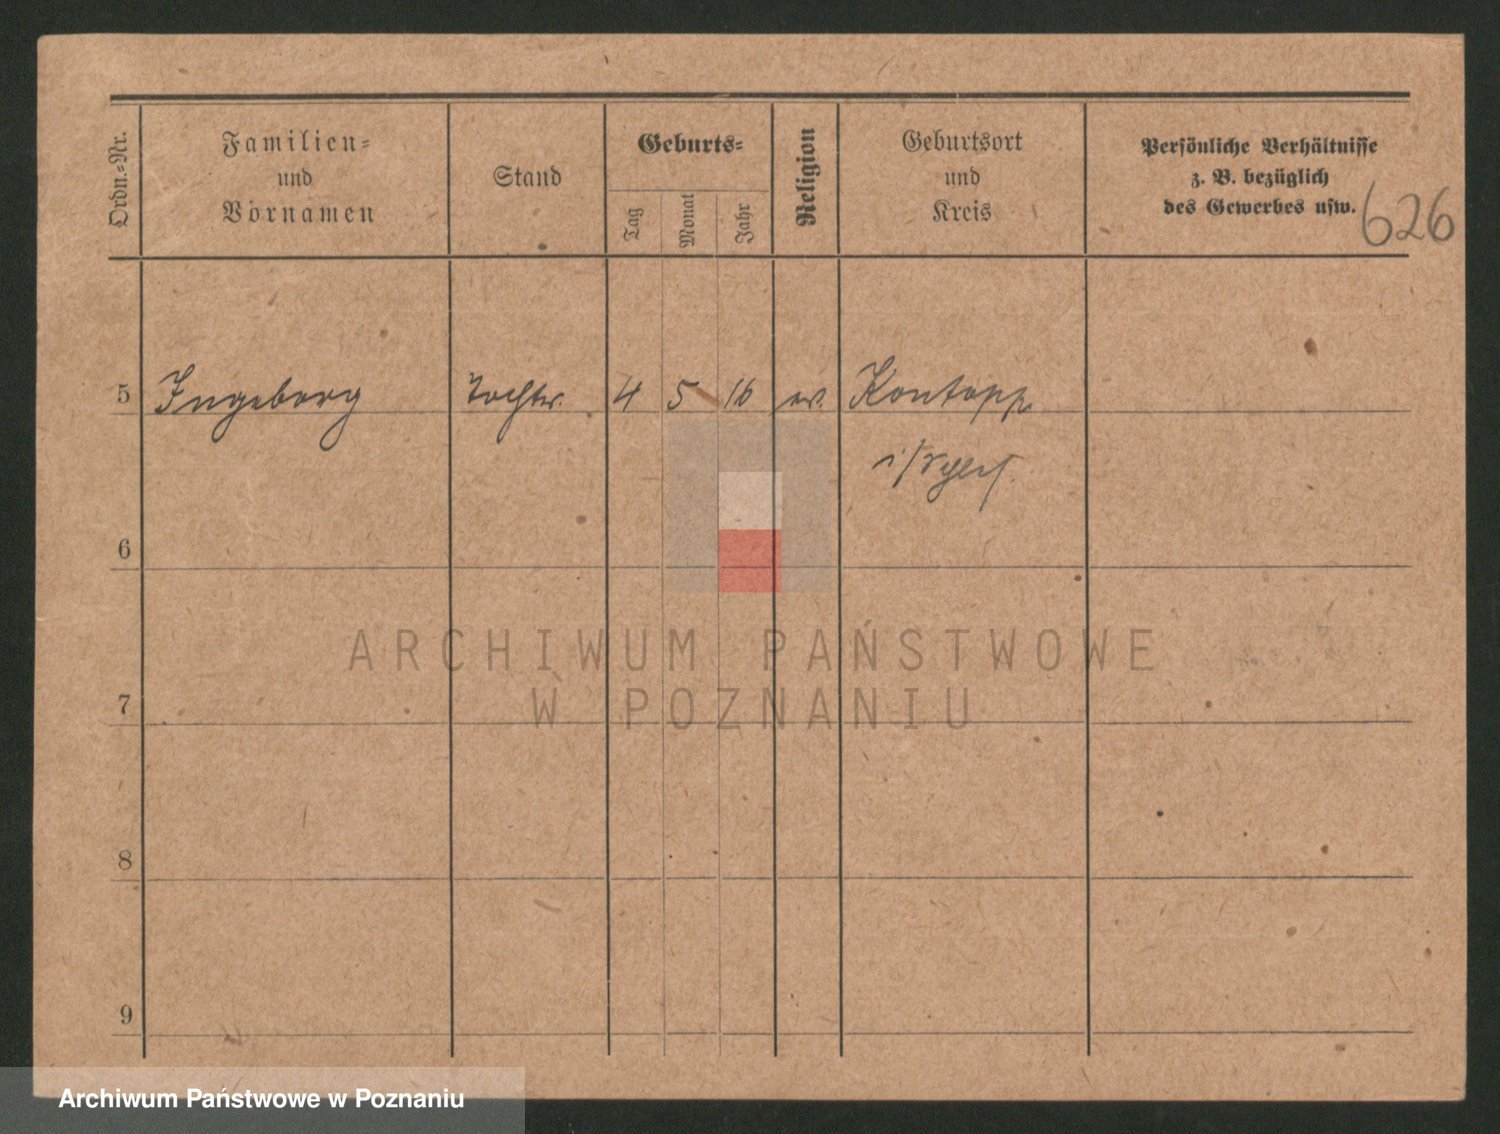 Ordn.-Nr.
Familien-
und
Vornamen
Stand
Geburts-
Tag
Monat
Jahr
Religion
Geburtsort
und
Kreis
Persönliche Verhältnisse
z. B. bezüglich
des Gewerbes usw.
626
5 Ingeborg Tochter. 4 5 16 ev. Kontopp
6
7
8
9
ARCHIWUM PAŃSTWOWE
W POZNANIU
Archiwum Państwowe w Poznaniu